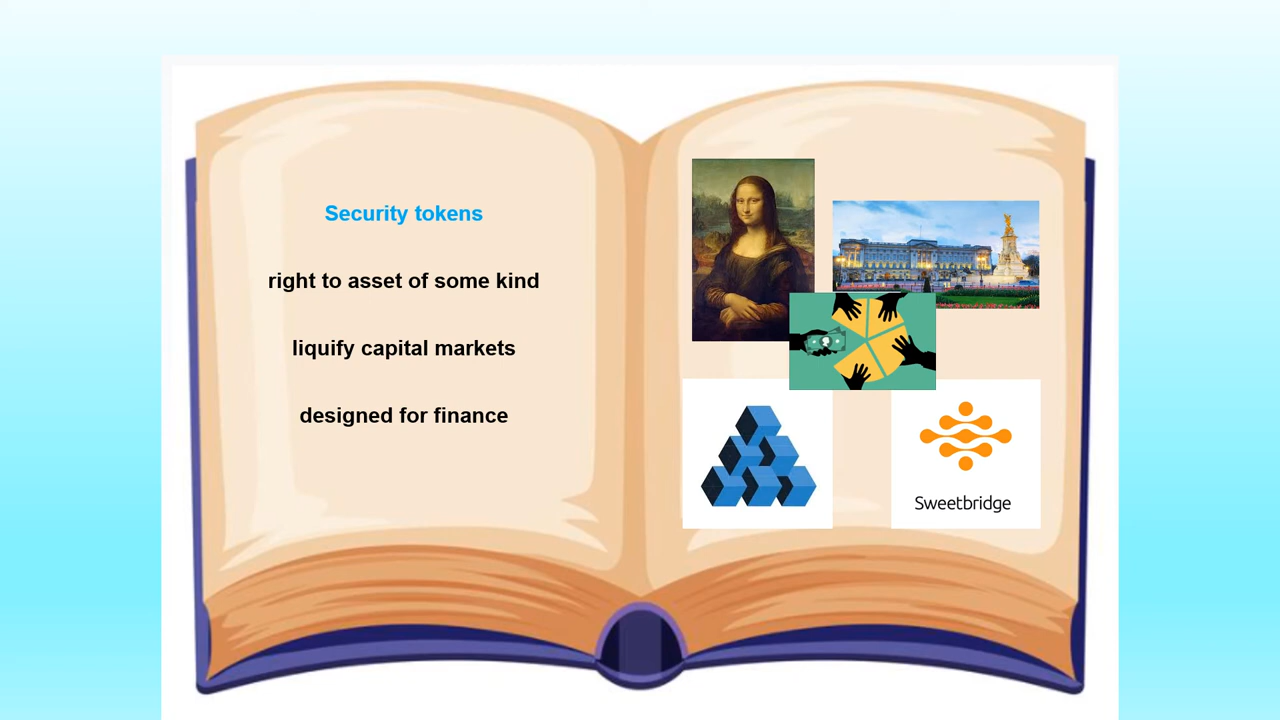 Security tokens
right to asset of some kind
liquify capital markets
designed for finance
Sweetbridge